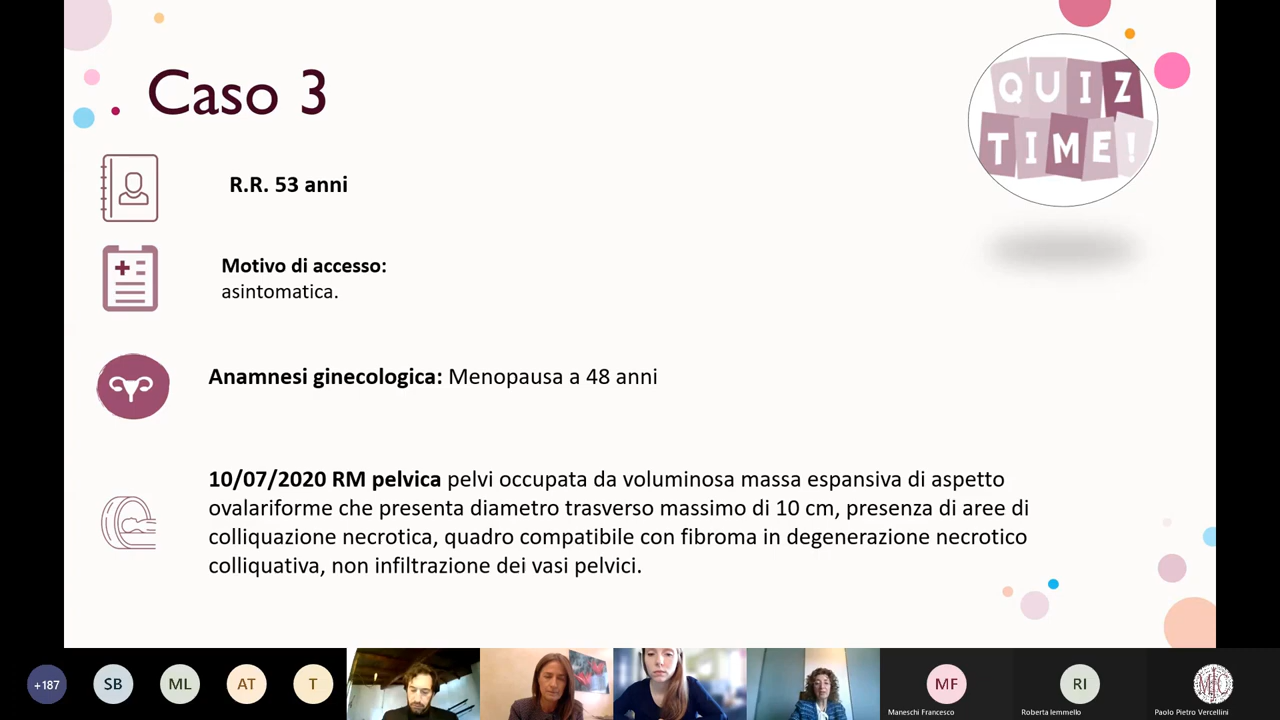 Caso 3
QUIZ
TIME!
R.R. 53 anni
Motivo di accesso:
asintomatica.
Anamnesi ginecologica: Menopausa a 48 anni
10/07/2020 RM pelvica pelvi occupata da voluminosa massa espansiva di aspetto
ovalariforme che presenta diametro trasverso massimo di 10 cm, presenza di aree di
colliquazione necrotica, quadro compatibile con fibroma in degenerazione necrotico
colliquativa, non infiltrazione dei vasi pelvici.
+187
SB
ML
AT
T
MF
RI
Maneschi Francesco
Roberta Iemmello
Paolo Pietro Vercellini